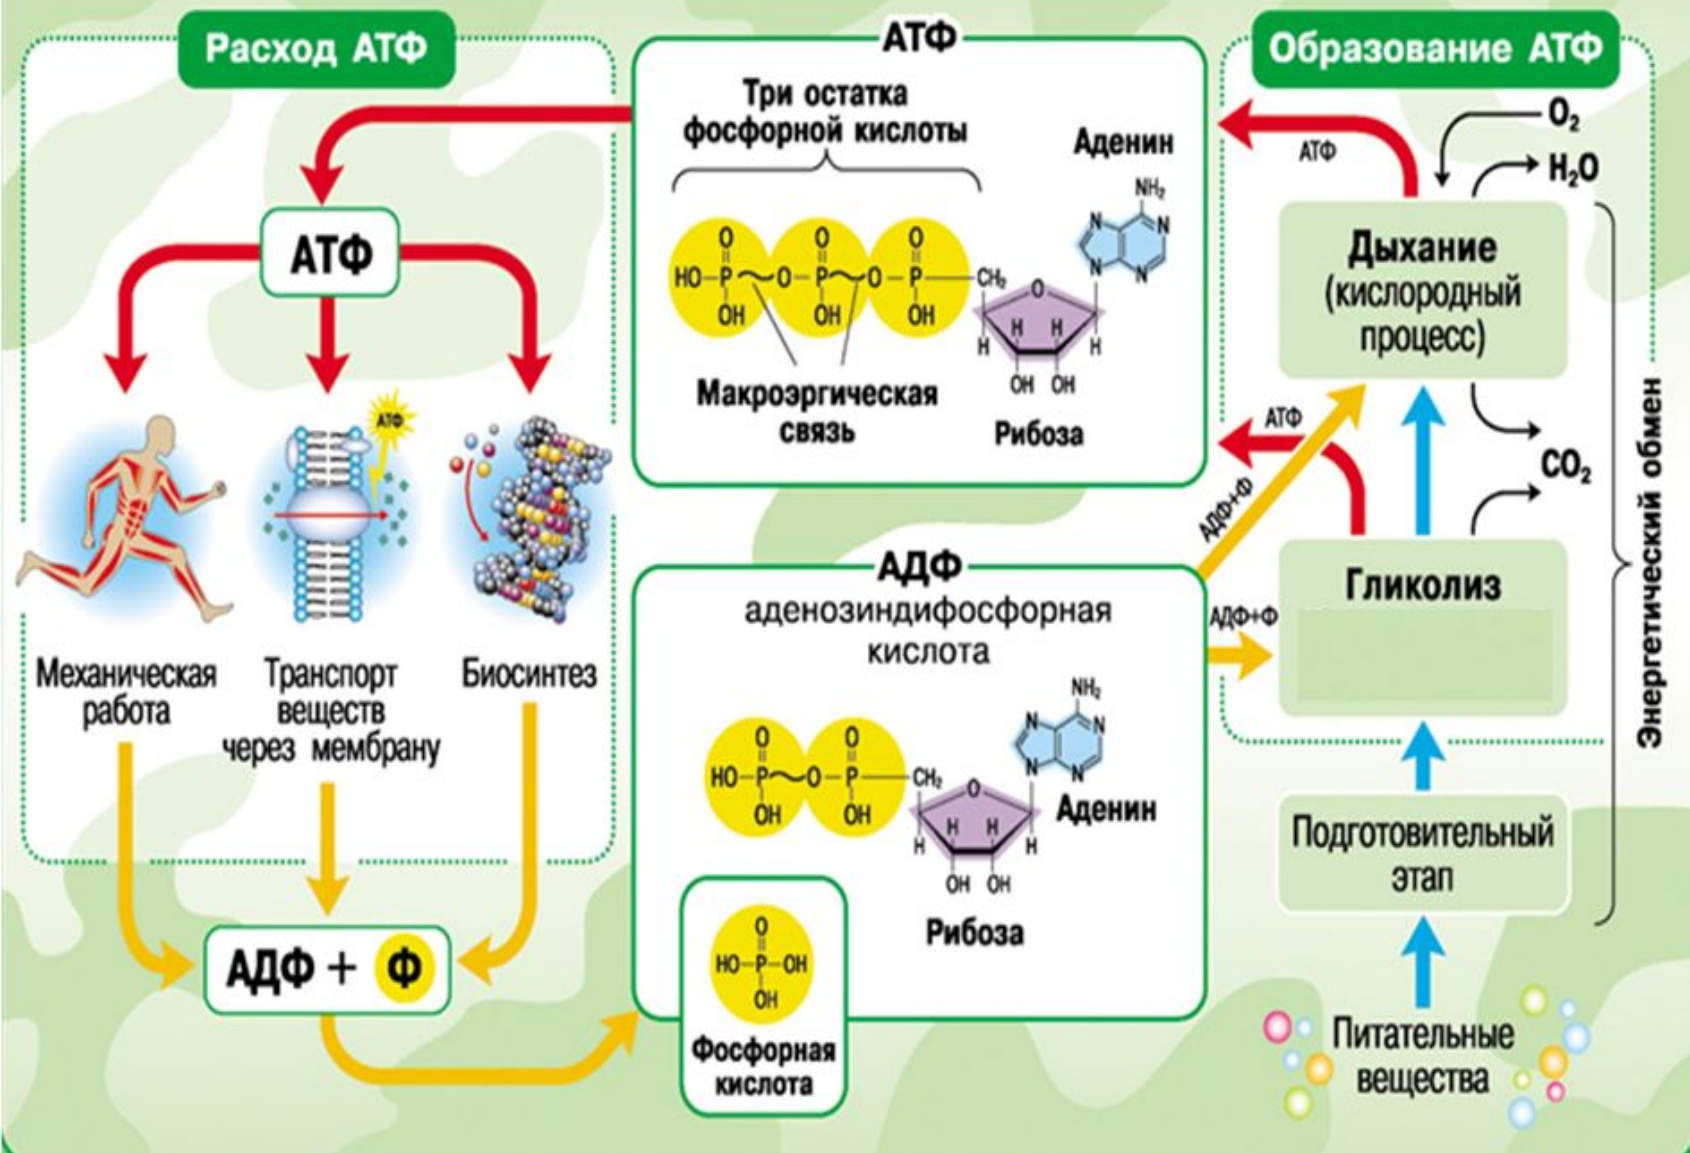 Расход АТФ
АТФ
Механическая
работа
АТФ
Транспорт
веществ
через мембрану
Биосинтез
АДФ + Ф
АТФ
Три остатка
фосфорной кислоты
Аденин
NH₂
N
N
N
N
O
O
O
HO–P~O–P~O–P–CH₂
OH
OH
OH
O
H
H
H
H
OH
OH
Макроэргическая
связь
Рибоза
АДФ
аденозиндифосфорная
кислота
NH₂
N
N
N
N
O
O
HO–P~O–P–CH₂
OH
OH
O
H
H
H
H
OH
OH
Аденин
Рибоза
O
HO–P–OH
OH
Фосфорная
кислота
Образование АТФ
O₂
H₂O
АТФ
Дыхание
(кислородный
процесс)
АТФ
CO₂
АДФ+Ф
Гликолиз
АДФ+Ф
Подготовительный
этап
Питательные
вещества
Энергетический обмен